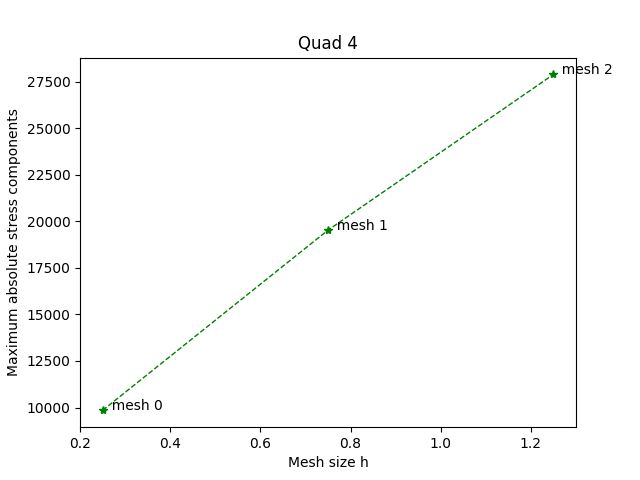 Quad 4
Maximum absolute stress components
27500
25000
22500
20000
17500
15000
12500
10000
mesh 2
mesh 1
mesh 0
0.2 0.4 0.6 0.8 1.0 1.2
Mesh size h